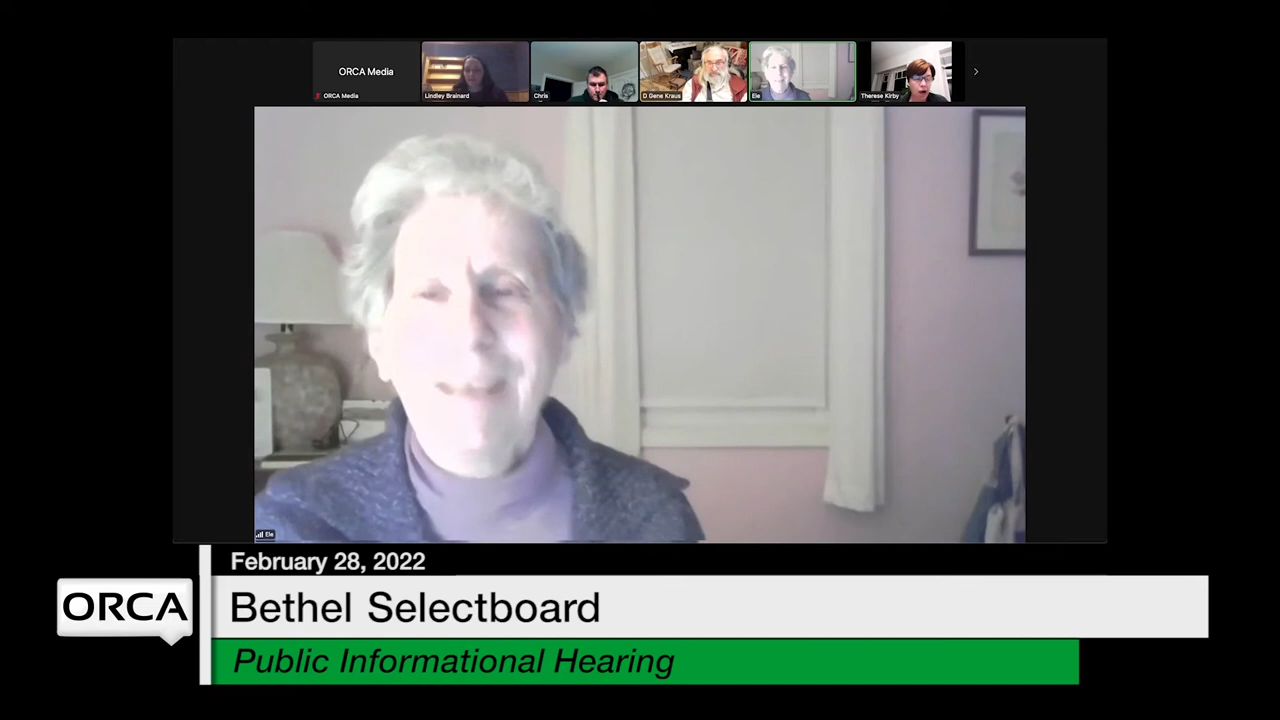 ORCA Media
ORCA Media
Lindley Brainard
Chris
D Gene Kraus
Ele
Therese Kirby
Ele
February 28, 2022
ORCA
Bethel Selectboard
Public Informational Hearing